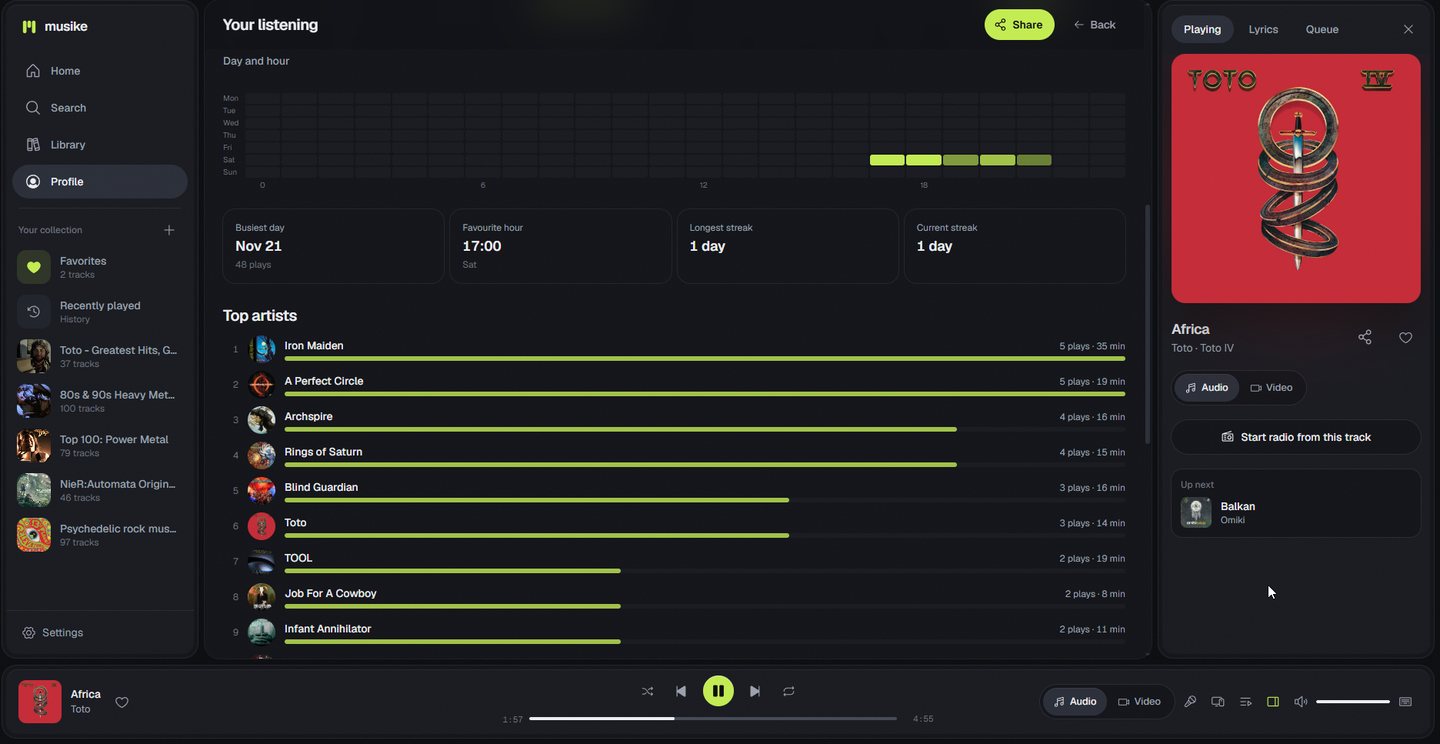 musike
Home
Search
Library
Profile
Your collection
Favorites
2 tracks
Recently played
History
Toto - Greatest Hits, G...
37 tracks
80s & 90s Heavy Met...
100 tracks
Top 100: Power Metal
79 tracks
NieR:Automata Origin...
46 tracks
Psychedelic rock mus...
97 tracks
Settings
Your listening
Share
Back
Day and hour
Mon
Tue
Wed
Thu
Fri
Sat
Sun
0 6 12 18
Busiest day
Nov 21
48 plays
Favourite hour
17:00
Sat
Longest streak
1 day
Current streak
1 day
Top artists
1 Iron Maiden 5 plays · 35 min
2 A Perfect Circle 5 plays · 19 min
3 Archspire 4 plays · 16 min
4 Rings of Saturn 4 plays · 15 min
5 Blind Guardian 3 plays · 16 min
6 Toto 3 plays · 14 min
7 TOOL 2 plays · 19 min
8 Job For A Cowboy 2 plays · 8 min
9 Infant Annihilator 2 plays · 11 min
Playing Lyrics Queue
TOTO IV
Africa
Toto · Toto IV
Audio Video
Start radio from this track
Up next
Balkan
Omiki
Africa
Toto
1:57 4:55
Audio Video